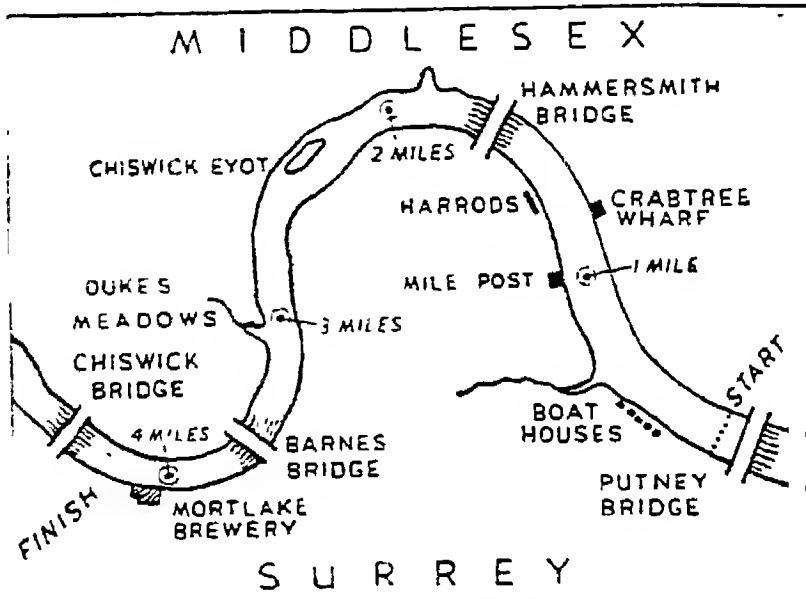 MIDDLESEX
HAMMERSMITH
BRIDGE
2 MILES
CHISWICK EYOT
HARRODS
CRABTREE
WHARF
MILE POST
1 MILE
DUKES
MEADOWS
3 MILES
CHISWICK
BRIDGE
START
4 MILES
BOAT
HOUSES
BARNES
BRIDGE
PUTNEY
BRIDGE
FINISH
MORTLAKE
BREWERY
SURREY